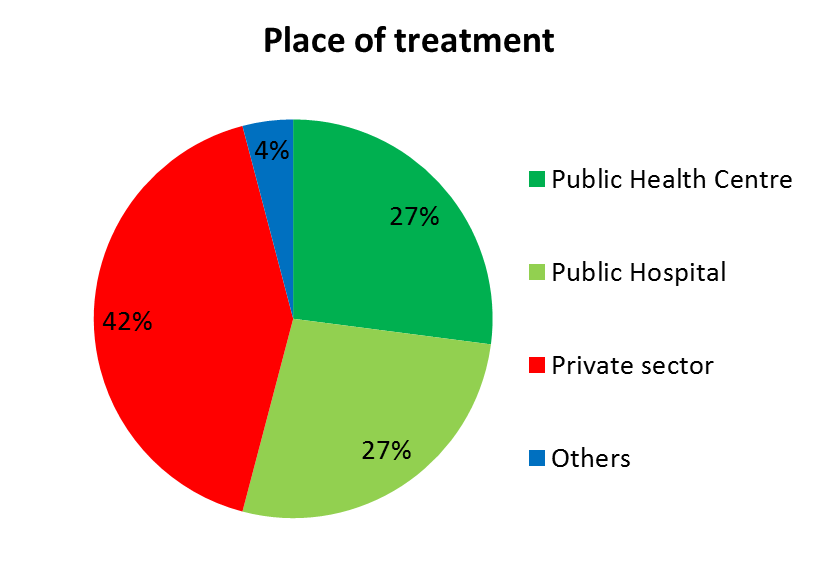 Place of treatment
4%
27%
42%
27%
Public Health Centre
Public Hospital
Private sector
Others